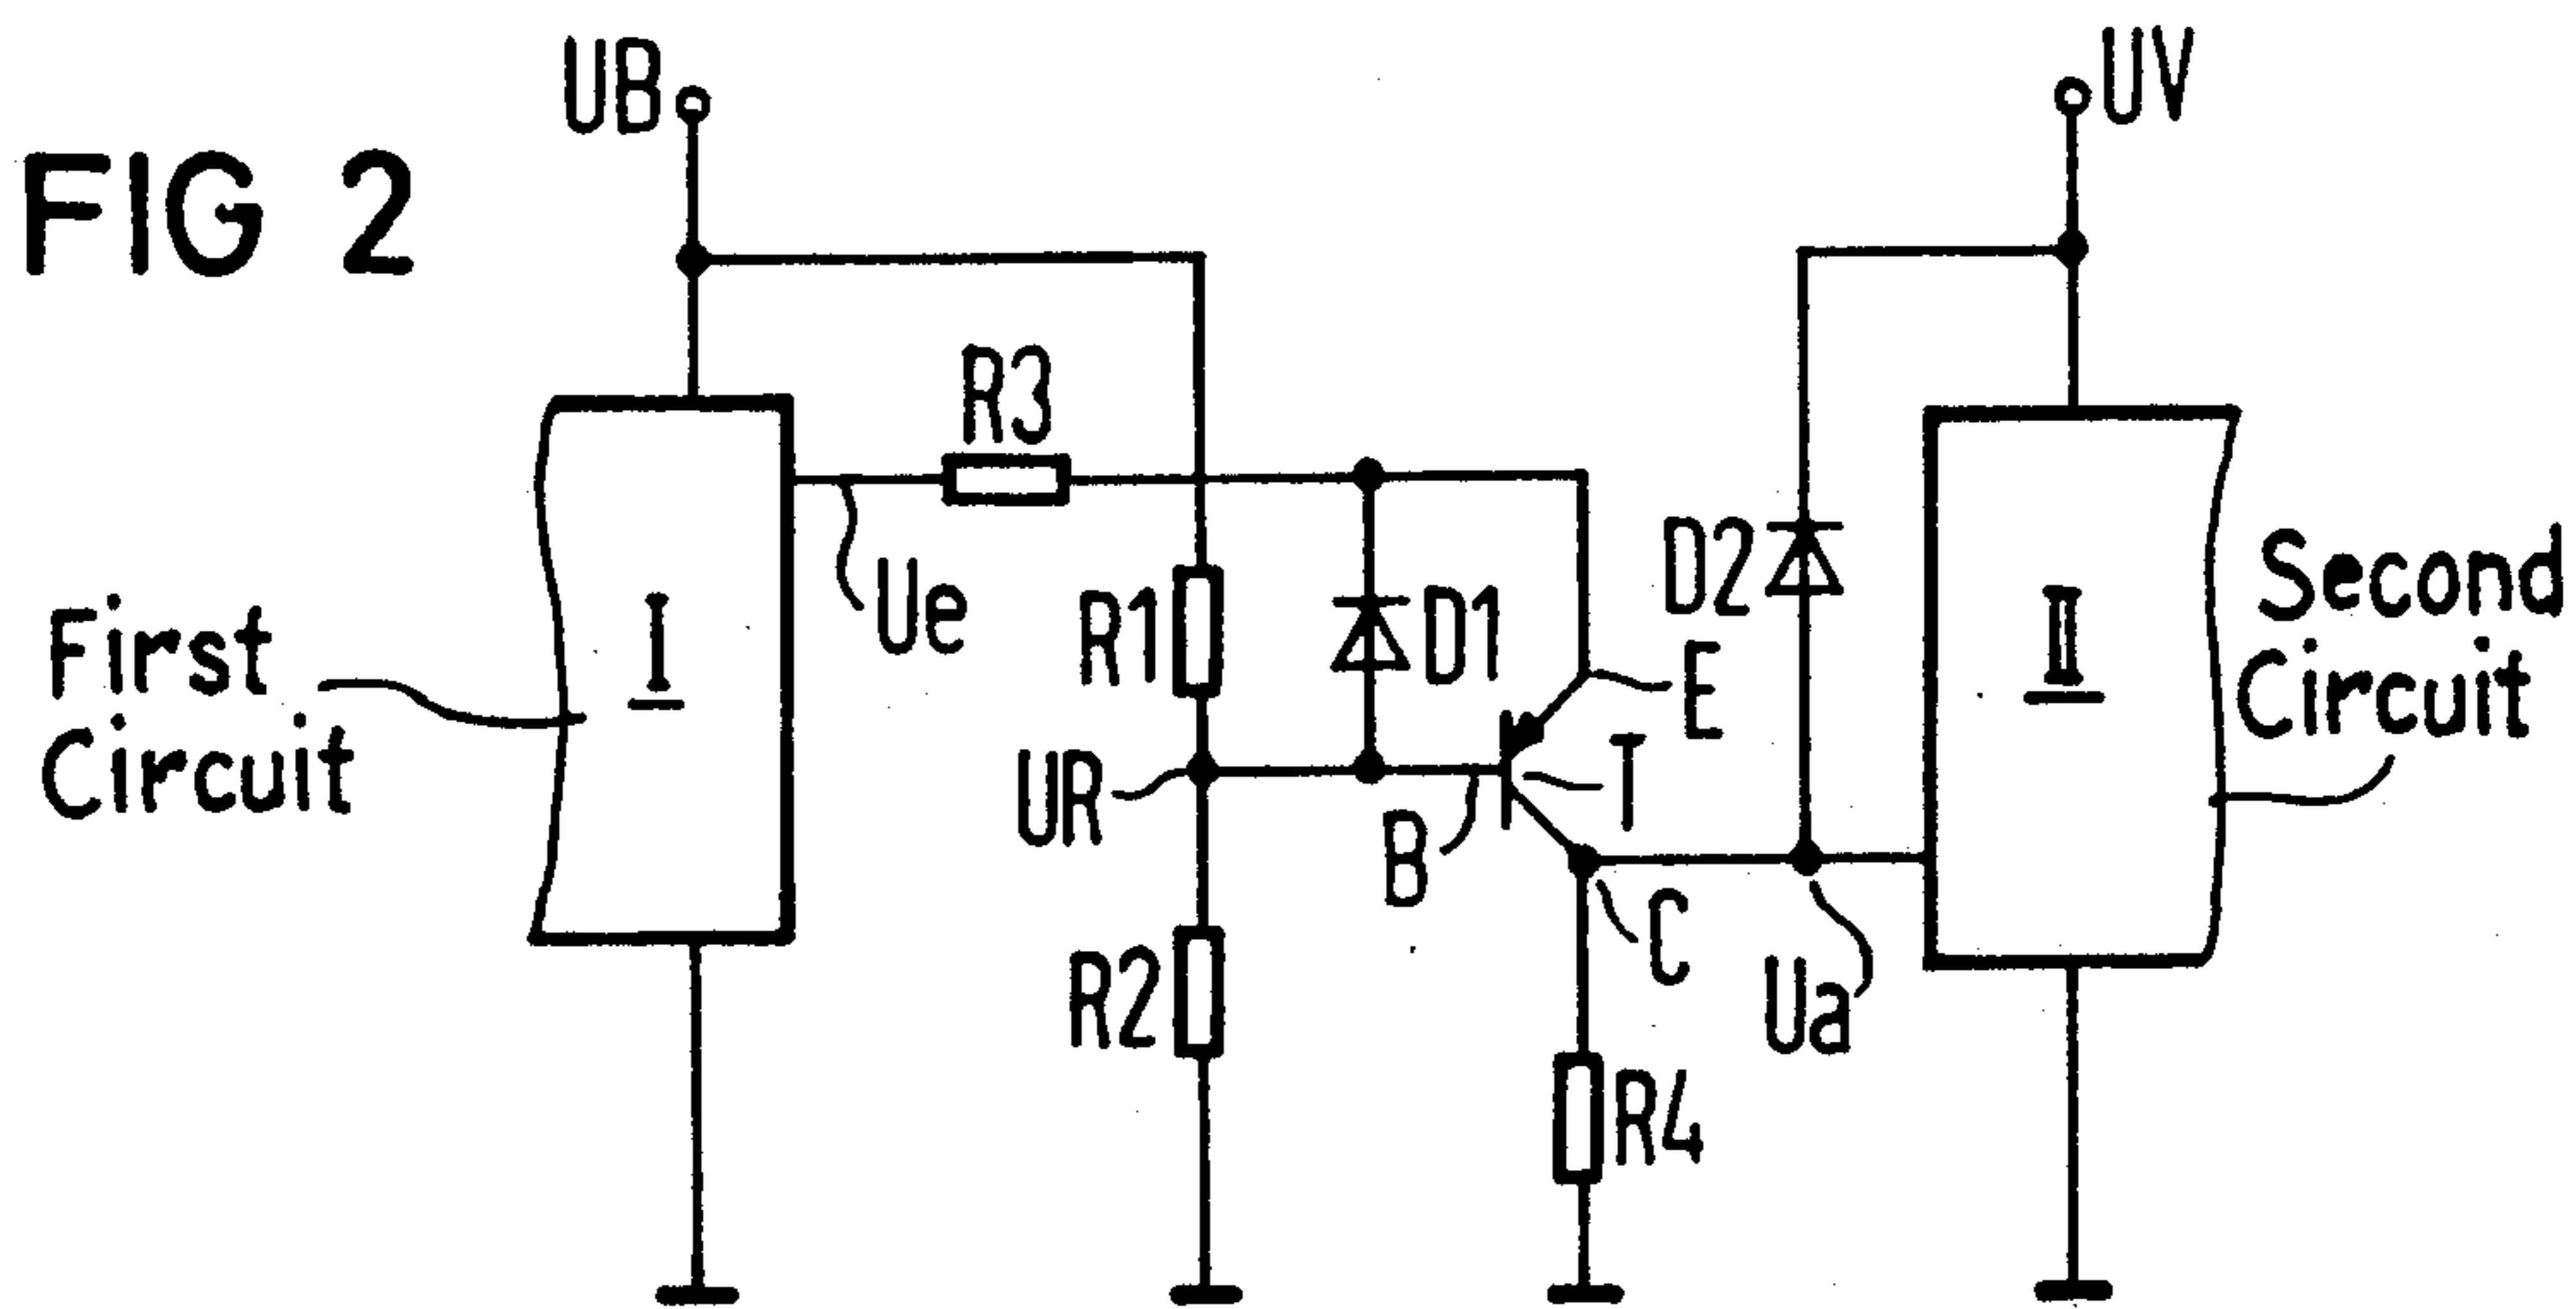 FIG 2
UB
UV
R3
Ue
First
Circuit
I
R1
D1
D2
E
T
UR
B
C
R2
Ua
R4
II
Second
Circuit